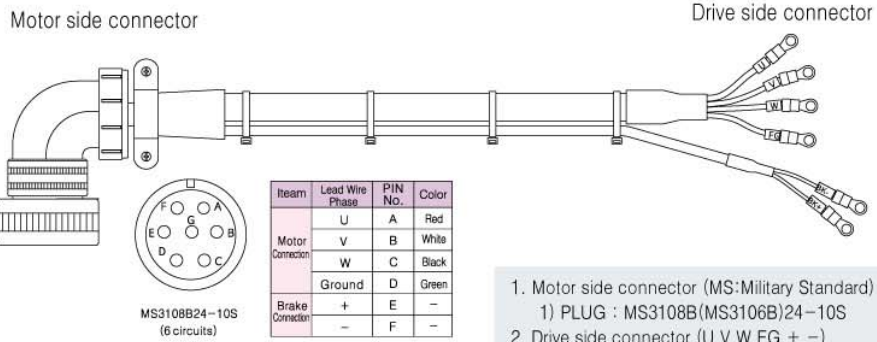 Motor side connector
Drive side connector
U
V
W
FG
BK-
BK+
F
A
G
E
B
D
C
MS3108B24-10S
(6 circuits)
Iteam Lead Wire Phase PIN No. Color
Motor Connection
U A Red
V B White
W C Black
Ground D Green
Brake Connection
+ E -
- F -
1. Motor side connector (MS:Military Standard)
1) PLUG : MS3108B(MS3106B)24-10S
2. Drive side connector (U,V,W,FG,+,-)